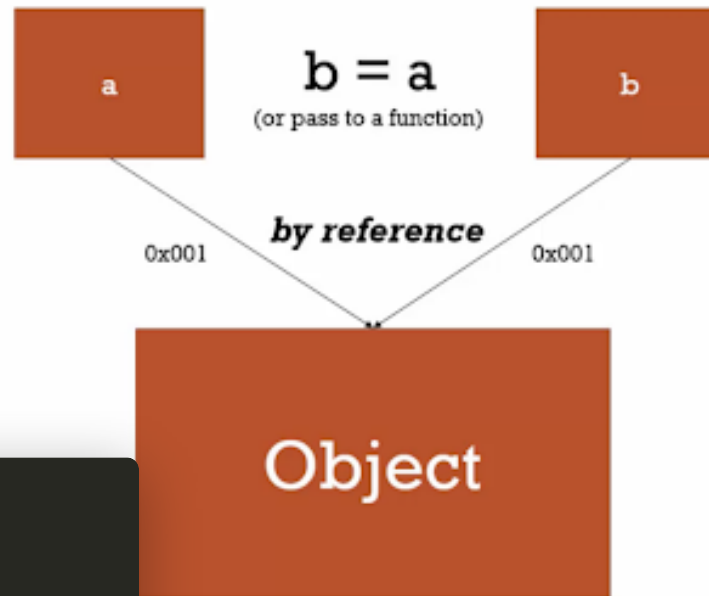 a
b = a
b
(or pass to a function)
by reference
0x001
0x001
Object